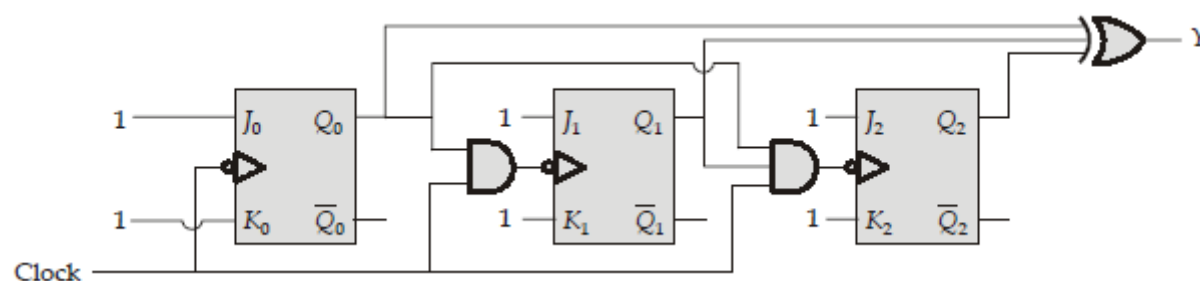 Y
1 J₀ Q₀ 1 J₁ Q₁ 1 J₂ Q₂
1 K₀ Q̅₀ 1 K₁ Q̅₁ 1 K₂ Q̅₂
Clock